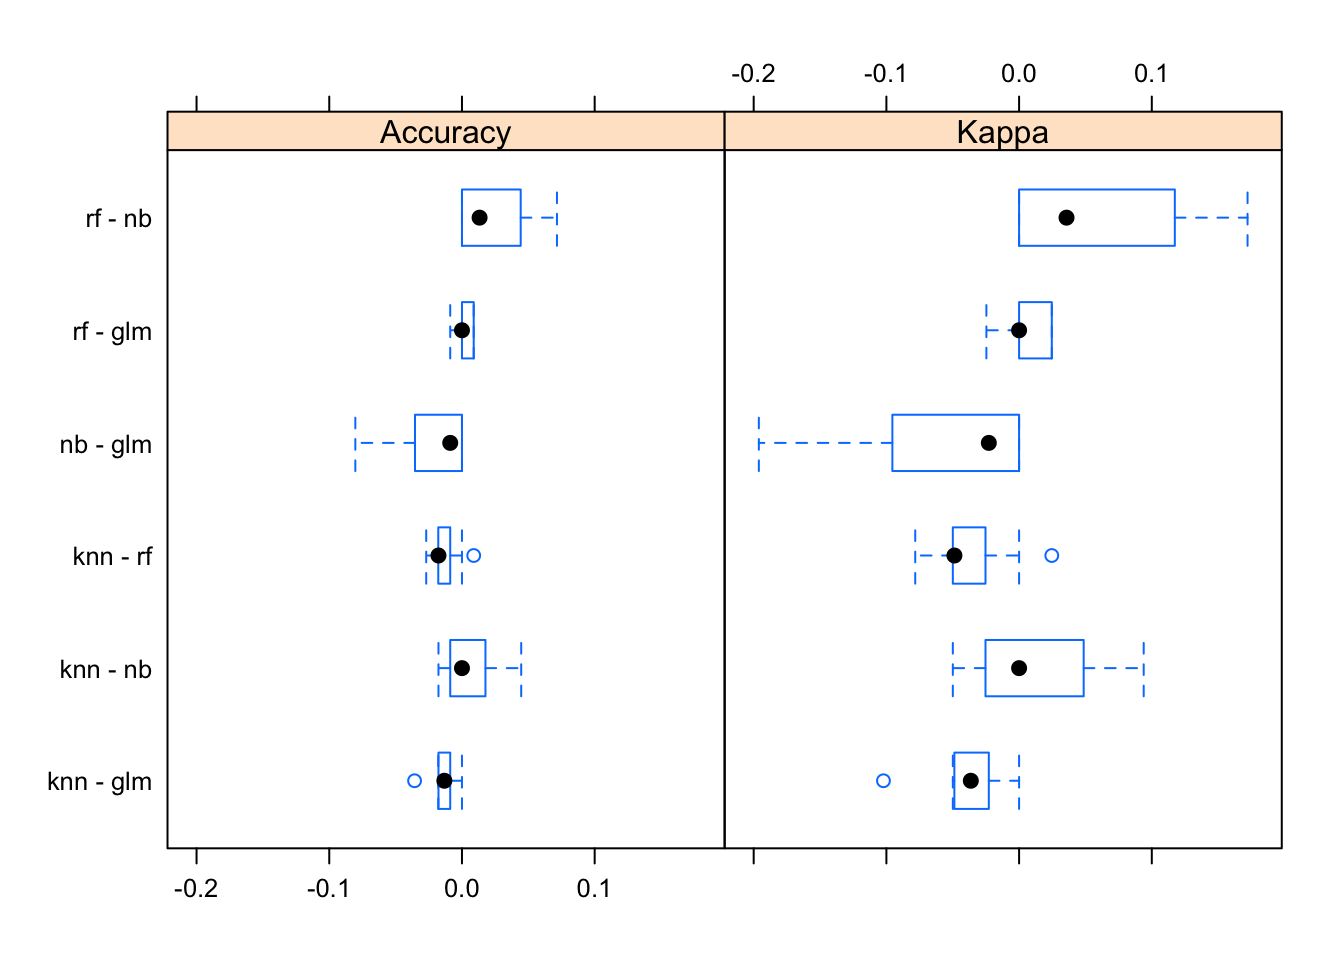 -0.2 -0.1 0.0 0.1
Accuracy Kappa
rf - nb
rf - glm
nb - glm
knn - rf
knn - nb
knn - glm
-0.2 -0.1 0.0 0.1